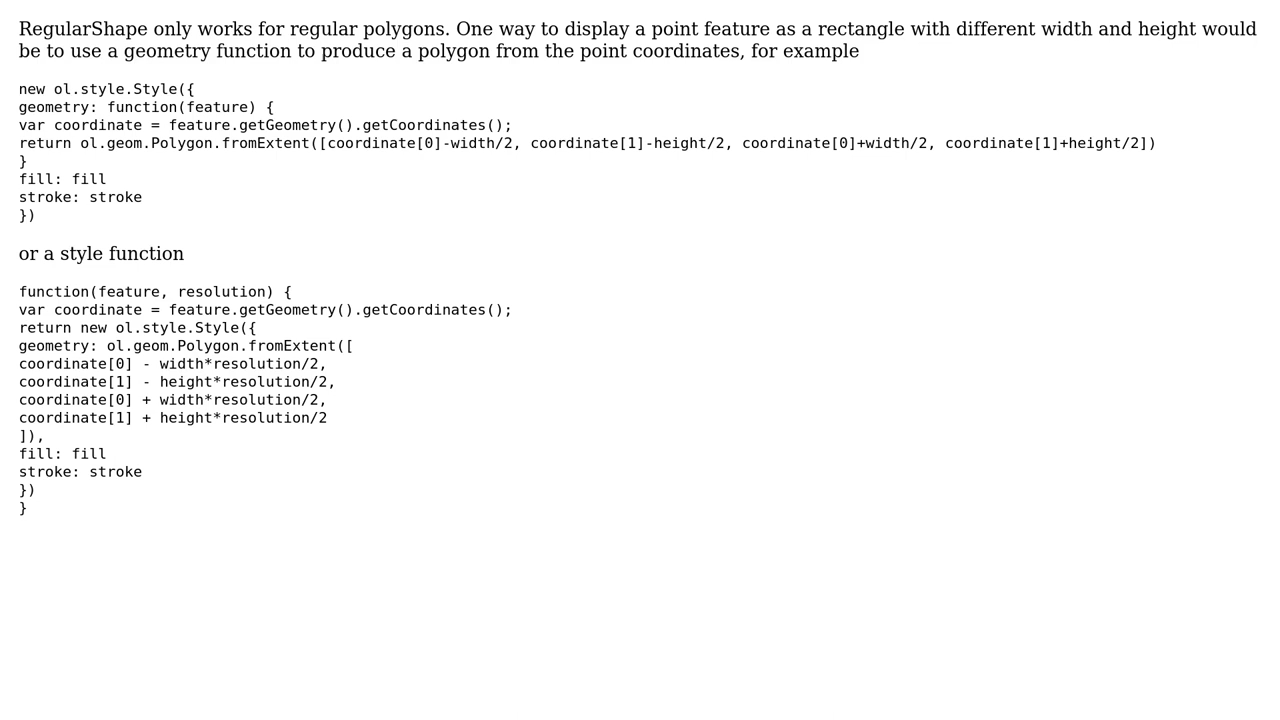 RegularShape only works for regular polygons. One way to display a point feature as a rectangle with different width and height would
be to use a geometry function to produce a polygon from the point coordinates, for example
new ol.style.Style({
geometry: function(feature) {
var coordinate = feature.getGeometry().getCoordinates();
return ol.geom.Polygon.fromExtent([coordinate[0]-width/2, coordinate[1]-height/2, coordinate[0]+width/2, coordinate[1]+height/2])
}
fill: fill
stroke: stroke
})
or a style function
function(feature, resolution) {
var coordinate = feature.getGeometry().getCoordinates();
return new ol.style.Style({
geometry: ol.geom.Polygon.fromExtent([
coordinate[0] - width*resolution/2,
coordinate[1] - height*resolution/2,
coordinate[0] + width*resolution/2,
coordinate[1] + height*resolution/2
]),
fill: fill
stroke: stroke
})
}